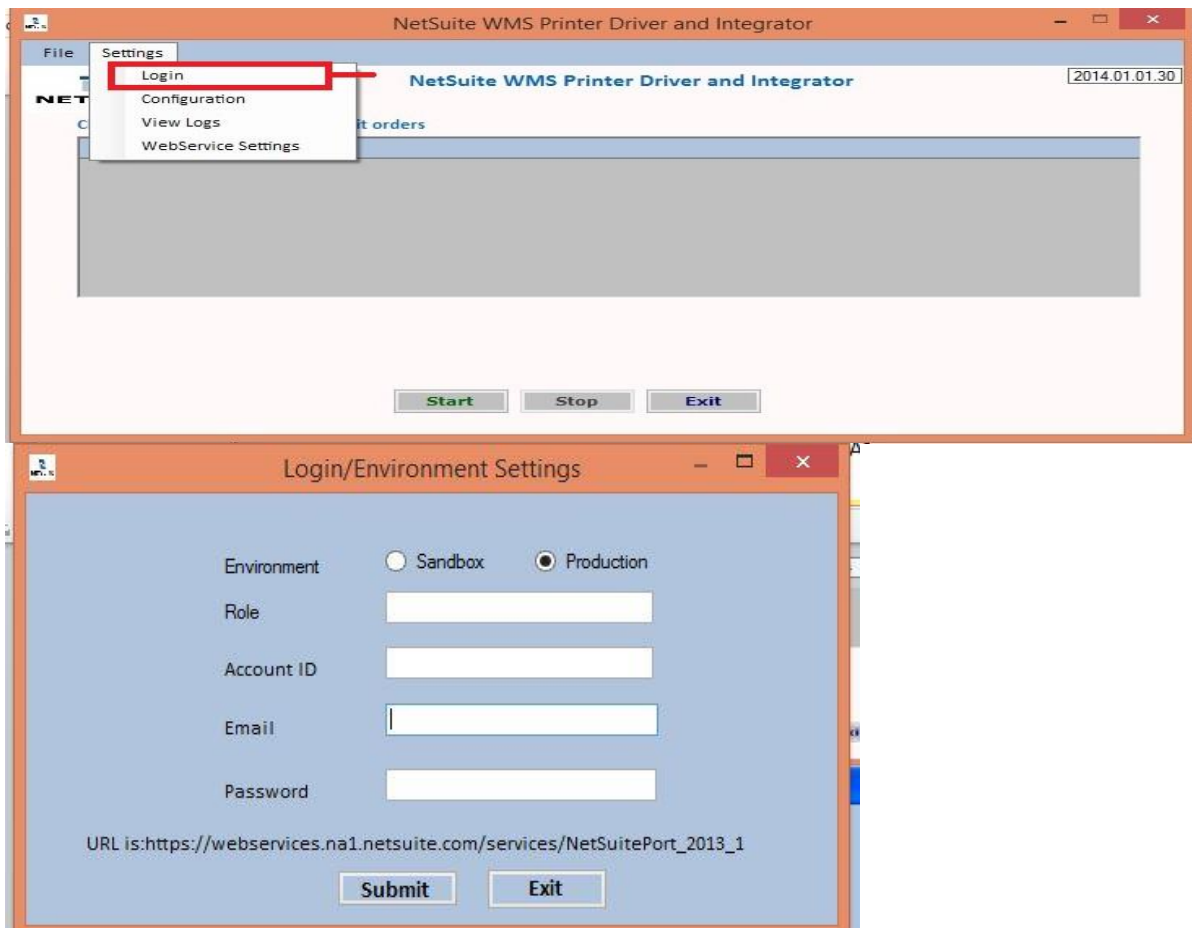 NetSuite WMS Printer Driver and Integrator
File Settings
Login
Configuration
View Logs
WebService Settings
NetSuite WMS Printer Driver and Integrator
2014.01.01.30
NET
it orders
Start Stop Exit
Login/Environment Settings
Environment Sandbox Production
Role
Account ID
Email
Password
URL is:https://webservices.na1.netsuite.com/services/NetSuitePort_2013_1
Submit Exit